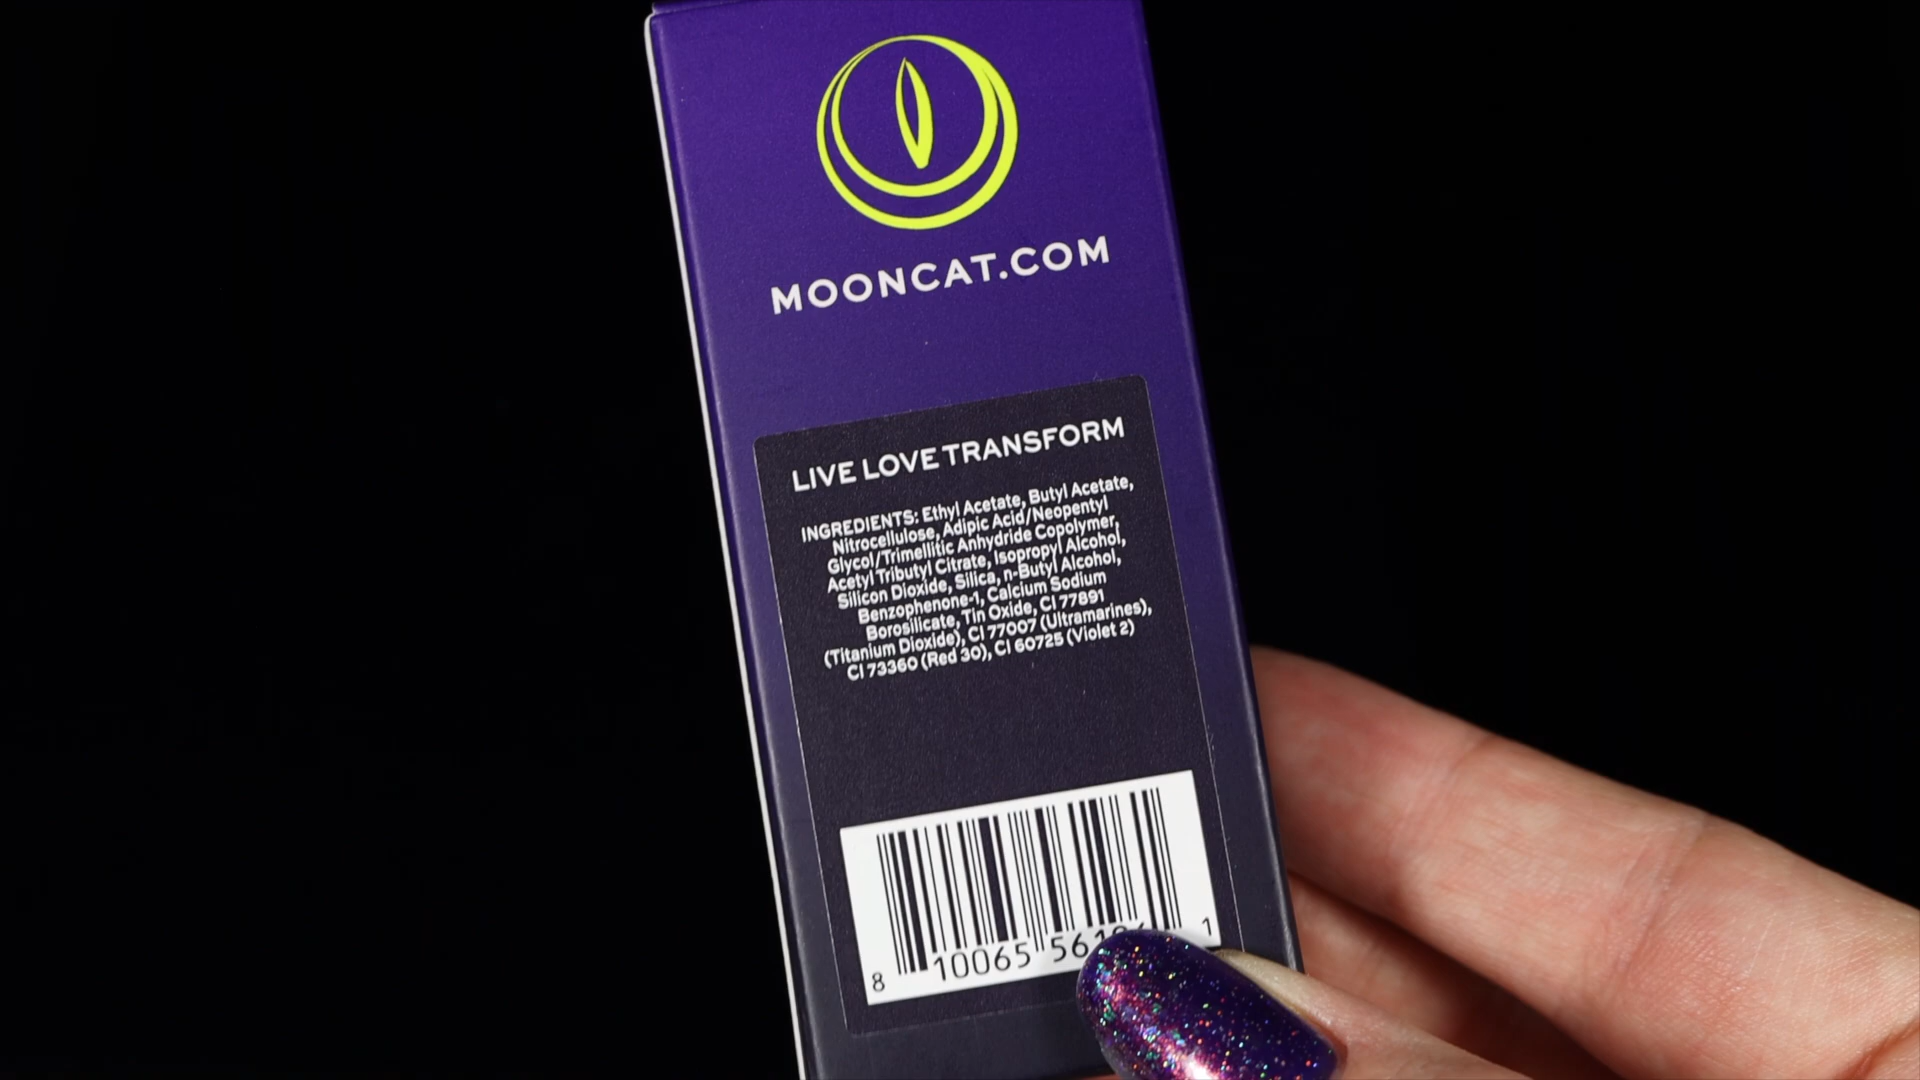 MOONCAT.COM
LIVE LOVE TRANSFORM
INGREDIENTS: Ethyl Acetate, Butyl Acetate,
Nitrocellulose, Adipic Acid/Neopentyl
Glycol/Trimellitic Anhydride Copolymer,
Acetyl Tributyl Citrate, Isopropyl Alcohol,
Silicon Dioxide, Silica, n-Butyl Alcohol,
Benzophenone-1, Calcium Sodium
Borosilicate, Tin Oxide, CI 77891
(Titanium Dioxide), CI 77007 (Ultramarines),
CI 73360 (Red 30), CI 60725 (Violet 2)
8 10065 1